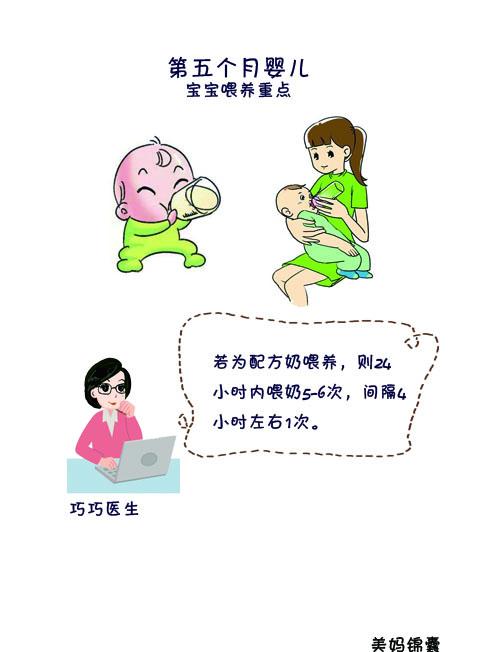 第五个月婴儿
宝宝喂养重点
若为配方奶喂养，则24
小时内喂奶5-6次，间隔4
小时左右1次。
巧巧医生
美妈锦囊